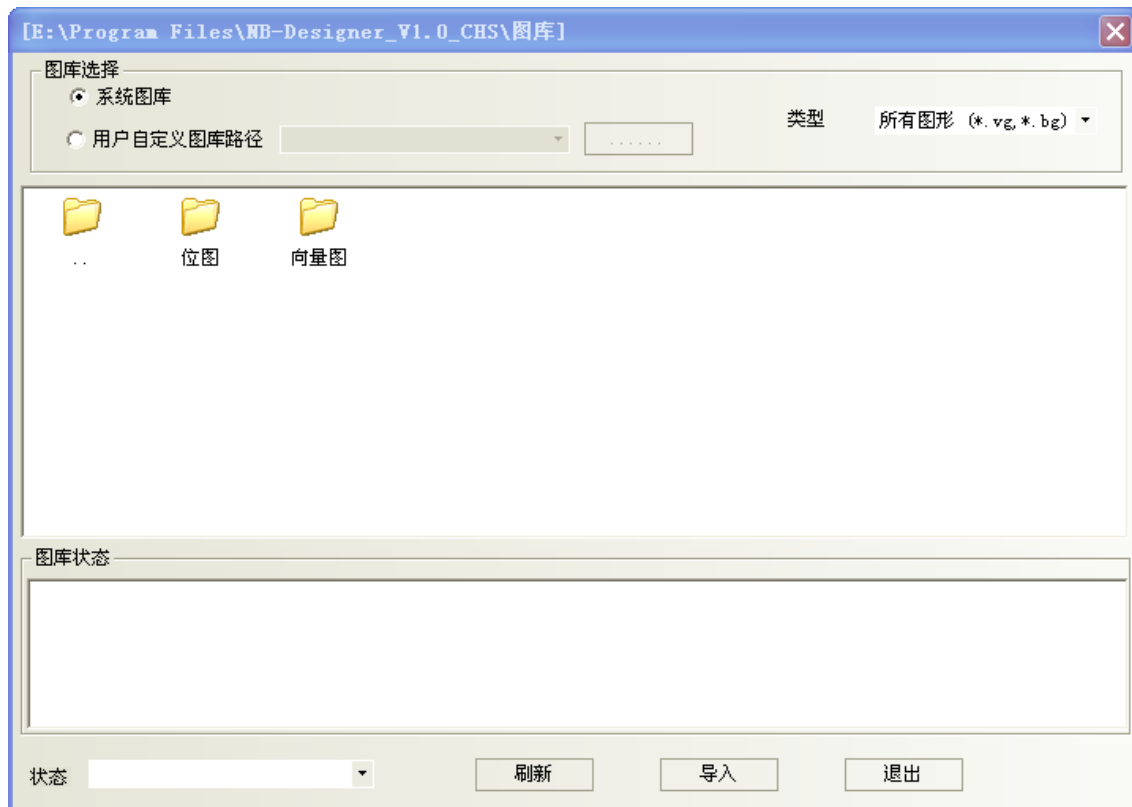 [E:\Program Files\NB-Designer_V1.0_CHS\图库]
图库选择
系统图库
用户自定义图库路径
......
类型
所有图形 (*.vg,*.bg)
..
位图
向量图
图库状态
状态
刷新
导入
退出